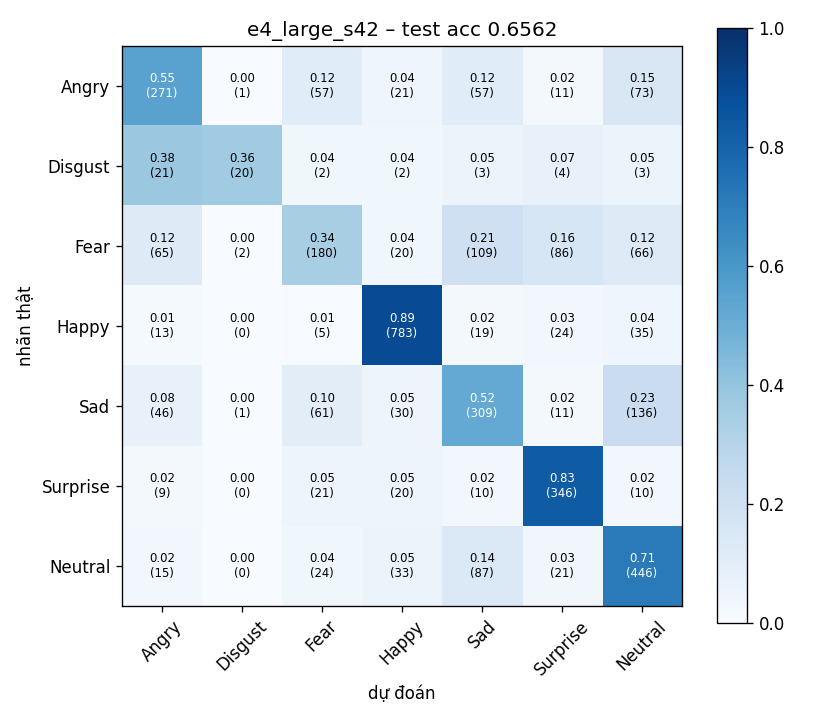 e4_large_s42 – test acc 0.6562
nhãn thật
Angry
0.55 0.00 0.12 0.04 0.12 0.02 0.15
(271) (1) (57) (21) (57) (11) (73)
Disgust
0.38 0.36 0.04 0.04 0.05 0.07 0.05
(21) (20) (2) (2) (3) (4) (3)
Fear
0.12 0.00 0.34 0.04 0.21 0.16 0.12
(65) (2) (180) (20) (109) (86) (66)
Happy
0.01 0.00 0.01 0.89 0.02 0.03 0.04
(13) (0) (5) (783) (19) (24) (35)
Sad
0.08 0.00 0.10 0.05 0.52 0.02 0.23
(46) (1) (61) (30) (309) (11) (136)
Surprise
0.02 0.00 0.05 0.05 0.02 0.83 0.02
(9) (0) (21) (20) (10) (346) (10)
Neutral
0.02 0.00 0.04 0.05 0.14 0.03 0.71
(15) (0) (24) (33) (87) (21) (446)
Angry Disgust Fear Happy Sad Surprise Neutral
dự đoán
1.0
0.8
0.6
0.4
0.2
0.0